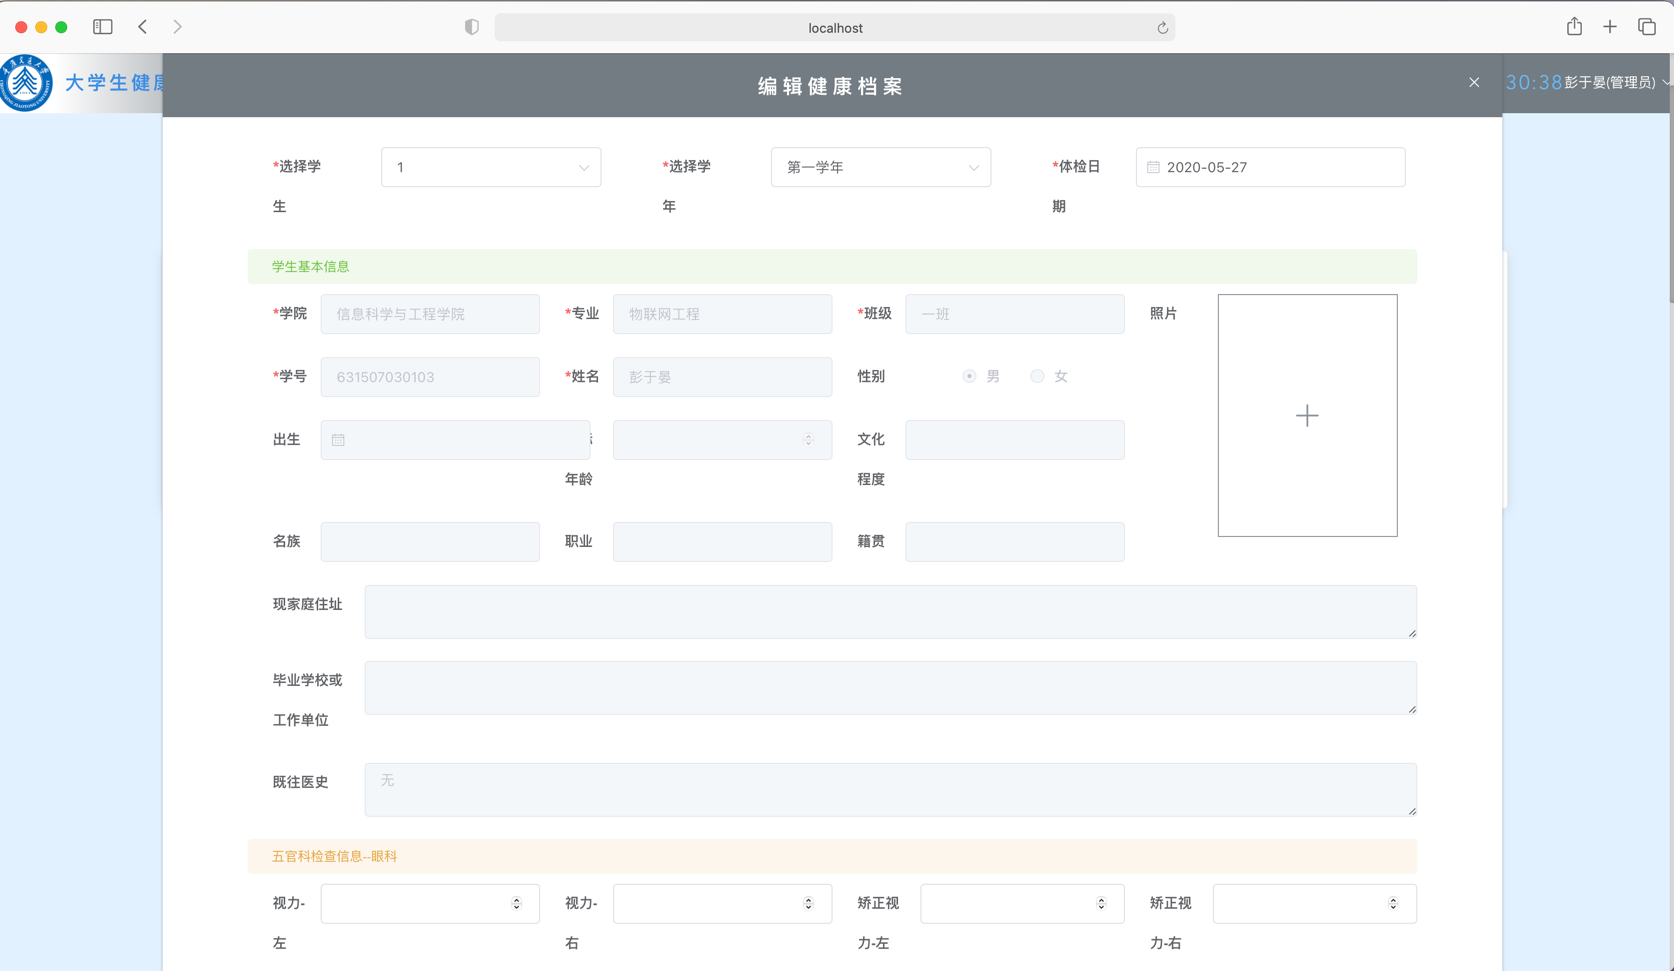 localhost
大学生健康
编辑健康档案
30:38彭于晏(管理员)
*选择学生
1
*选择学年
第一学年
*体检日期
2020-05-27
学生基本信息
*学院
信息科学与工程学院
*专业
物联网工程
*班级
一班
照片
*学号
631507030103
*姓名
彭于晏
性别
男
女
出生
年龄
文化程度
名族
职业
籍贯
现家庭住址
毕业学校或工作单位
既往医史
无
五官科检查信息--眼科
视力-左
视力-右
矫正视力-左
矫正视力-右